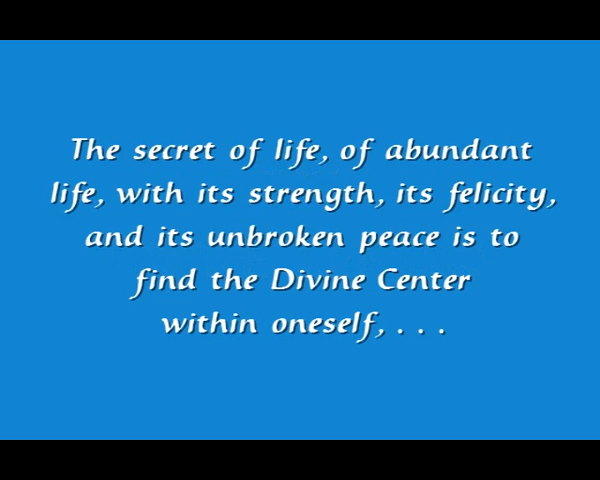 The secret of life, of abundant
life, with its strength, its felicity,
and its unbroken peace is to
find the Divine Center
within oneself, . . .